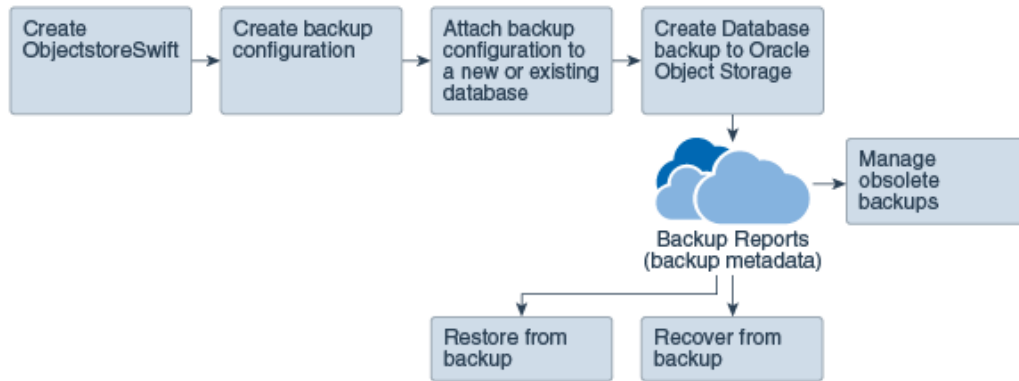 Create
ObjectstoreSwift
Create backup
configuration
Attach backup
configuration to
a new or existing
database
Create Database
backup to Oracle
Object Storage
Manage
obsolete
backups
Backup Reports
(backup metadata)
Restore from
backup
Recover from
backup